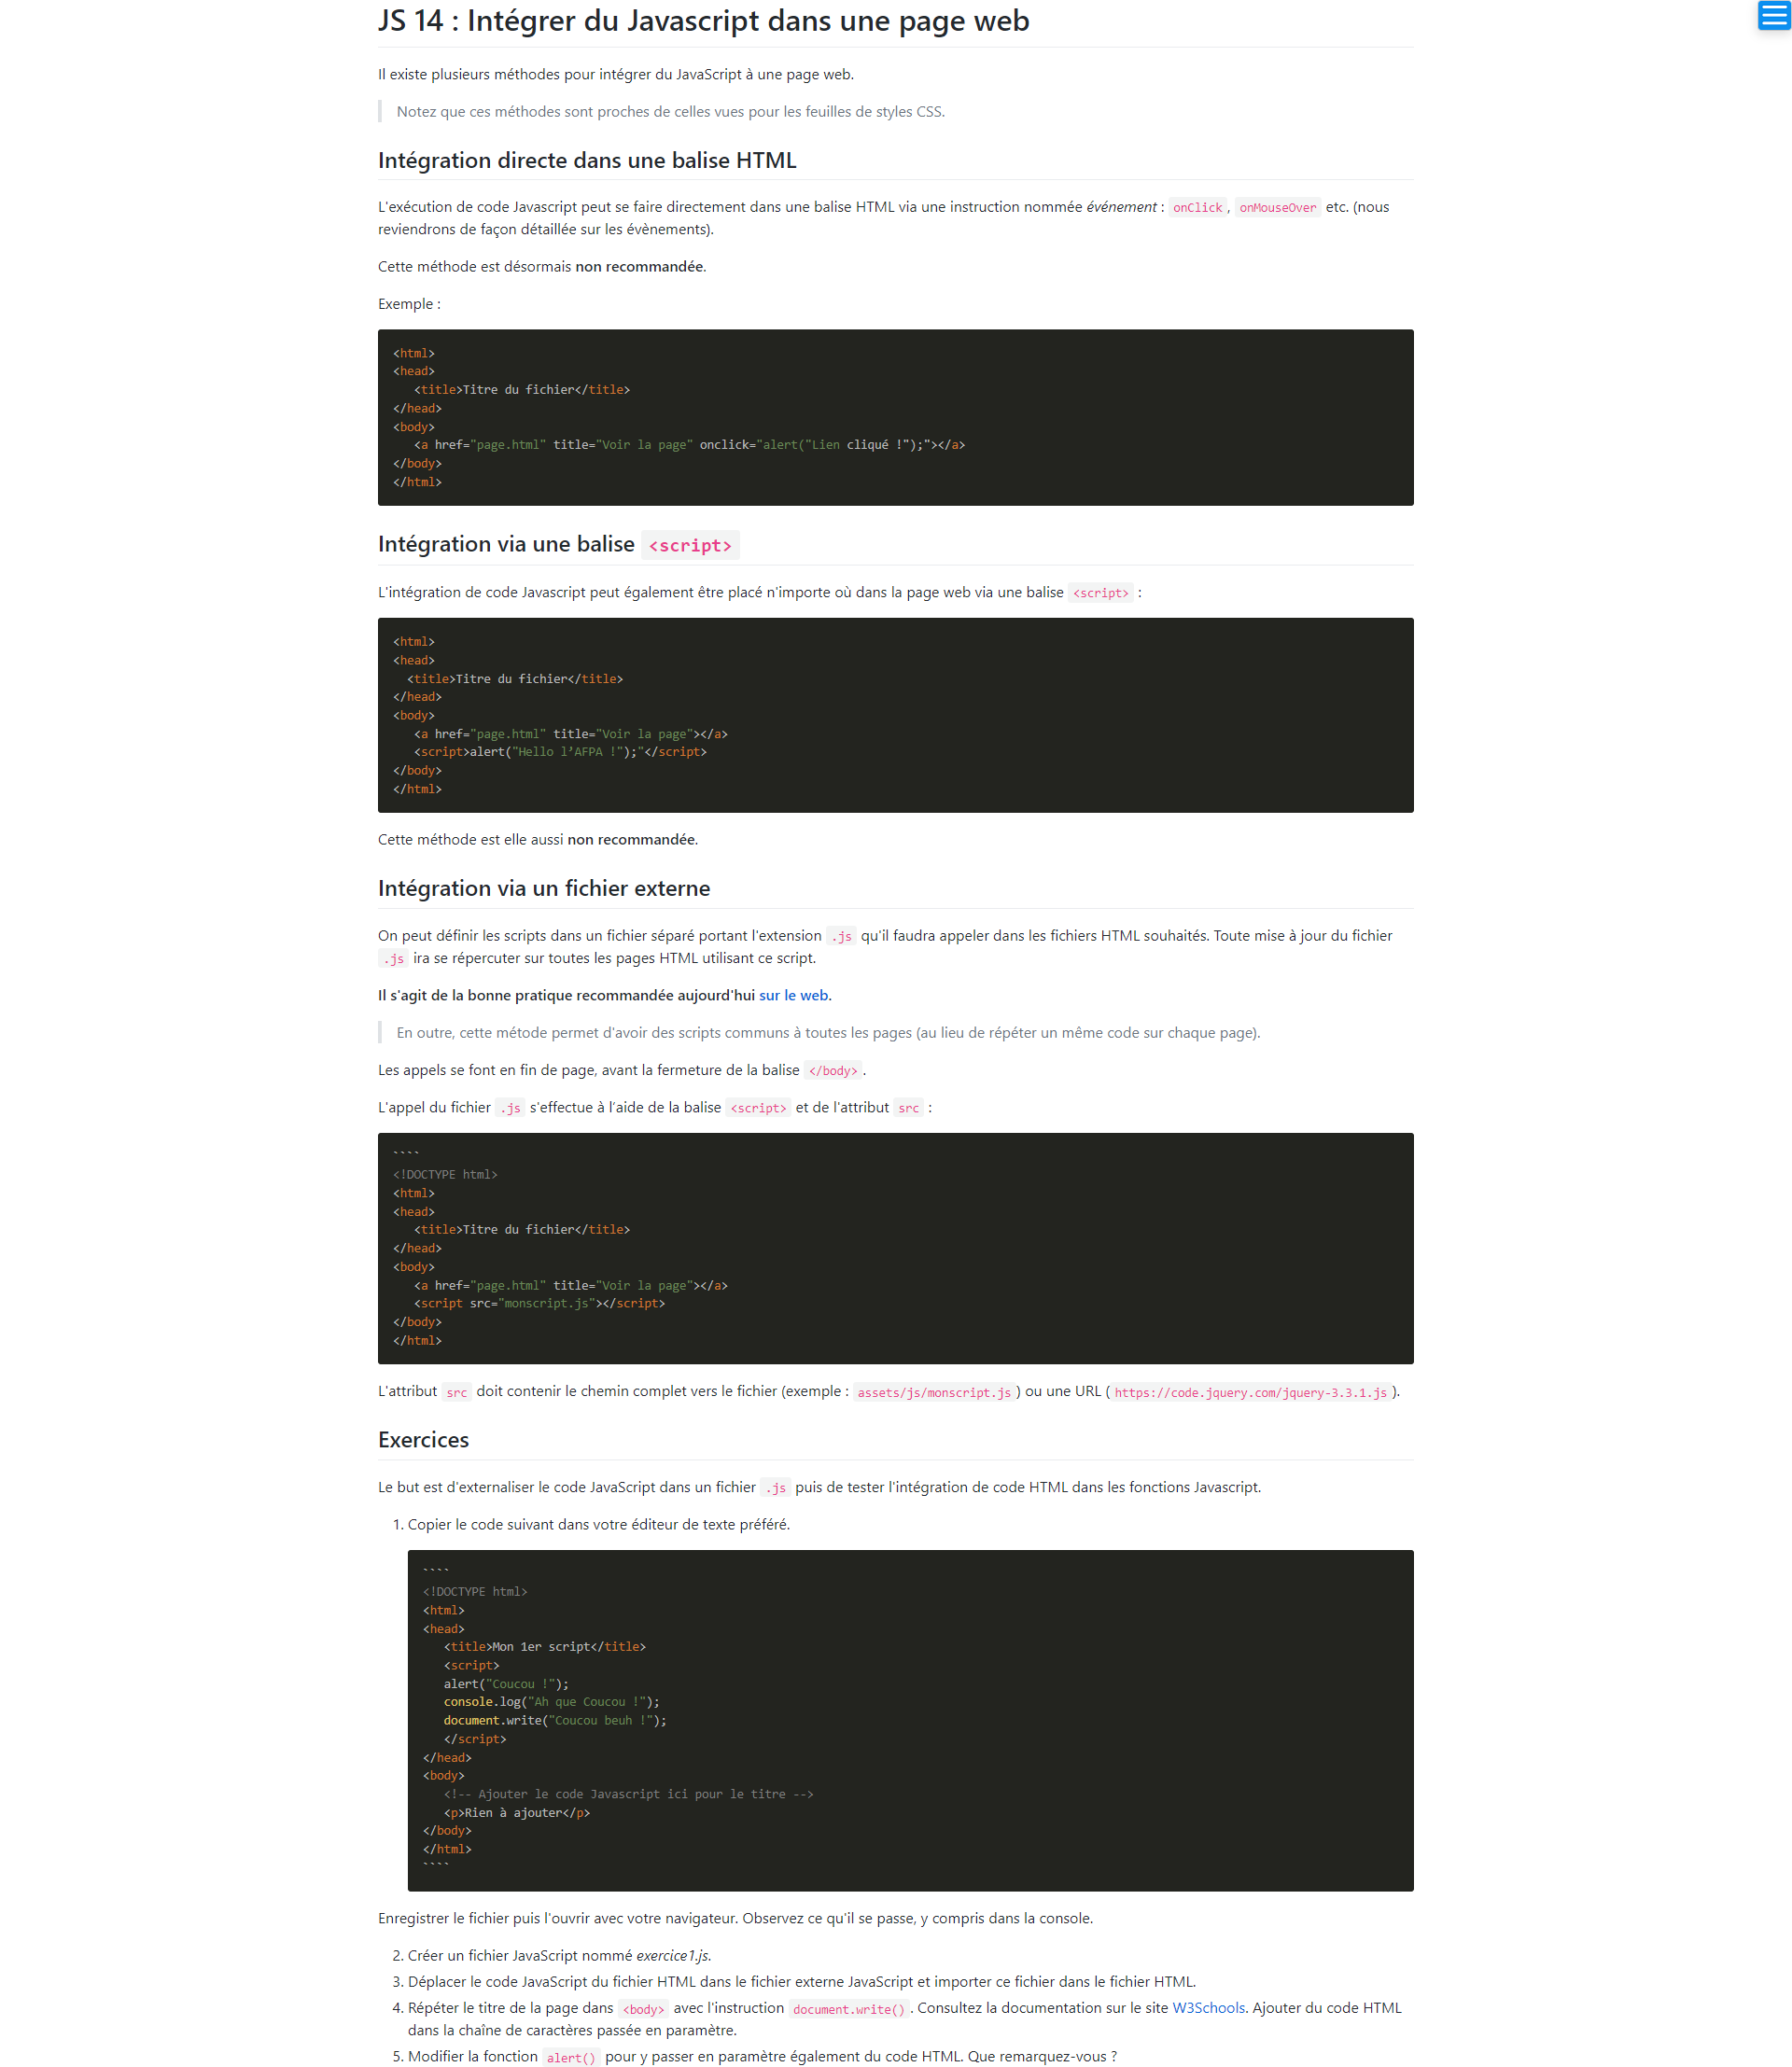 JS 14 : Intégrer du Javascript dans une page web
Il existe plusieurs méthodes pour intégrer du JavaScript à une page web.
Notez que ces méthodes sont proches de celles vues pour les feuilles de styles CSS.
Intégration directe dans une balise HTML
L'exécution de code Javascript peut se faire directement dans une balise HTML via une instruction nommée événement : onClick, onMouseOver etc. (nous
reviendrons de façon détaillée sur les évènements).
Cette méthode est désormais non recommandée.
Exemple :
<html>
<head>
   <title>Titre du fichier</title>
</head>
<body>
   <a href="page.html" title="Voir la page" onclick="alert("Lien cliqué !");"></a>
</body>
</html>
Intégration via une balise <script>
L'intégration de code Javascript peut également être placé n'importe où dans la page web via une balise <script> :
<html>
<head>
  <title>Titre du fichier</title>
</head>
<body>
   <a href="page.html" title="Voir la page"></a>
   <script>alert("Hello l’AFPA !");"</script>
</body>
</html>
Cette méthode est elle aussi non recommandée.
Intégration via un fichier externe
On peut définir les scripts dans un fichier séparé portant l'extension .js qu'il faudra appeler dans les fichiers HTML souhaités. Toute mise à jour du fichier
.js ira se répercuter sur toutes les pages HTML utilisant ce script.
Il s'agit de la bonne pratique recommandée aujourd'hui sur le web.
En outre, cette métode permet d'avoir des scripts communs à toutes les pages (au lieu de répéter un même code sur chaque page).
Les appels se font en fin de page, avant la fermeture de la balise </body>.
L'appel du fichier .js s'effectue à l’aide de la balise <script> et de l'attribut src :
````
<!DOCTYPE html>
<html>
<head>
   <title>Titre du fichier</title>
</head>
<body>
   <a href="page.html" title="Voir la page"></a>
   <script src="monscript.js"></script>
</body>
</html>
L'attribut src doit contenir le chemin complet vers le fichier (exemple : assets/js/monscript.js) ou une URL (https://code.jquery.com/jquery-3.3.1.js).
Exercices
Le but est d'externaliser le code JavaScript dans un fichier .js puis de tester l'intégration de code HTML dans les fonctions Javascript.
1. Copier le code suivant dans votre éditeur de texte préféré.
````
<!DOCTYPE html>
<html>
<head>
   <title>Mon 1er script</title>
   <script>
   alert("Coucou !");
   console.log("Ah que Coucou !");
   document.write("Coucou beuh !");
   </script>
</head>
<body>
   <!-- Ajouter le code Javascript ici pour le titre -->
   <p>Rien à ajouter</p>
</body>
</html>
````
Enregistrer le fichier puis l'ouvrir avec votre navigateur. Observez ce qu'il se passe, y compris dans la console.
2. Créer un fichier JavaScript nommé exercice1.js.
3. Déplacer le code JavaScript du fichier HTML dans le fichier externe JavaScript et importer ce fichier dans le fichier HTML.
4. Répéter le titre de la page dans <body> avec l'instruction document.write(). Consultez la documentation sur le site W3Schools. Ajouter du code HTML
dans la chaîne de caractères passée en paramètre.
5. Modifier la fonction alert() pour y passer en paramètre également du code HTML. Que remarquez-vous ?